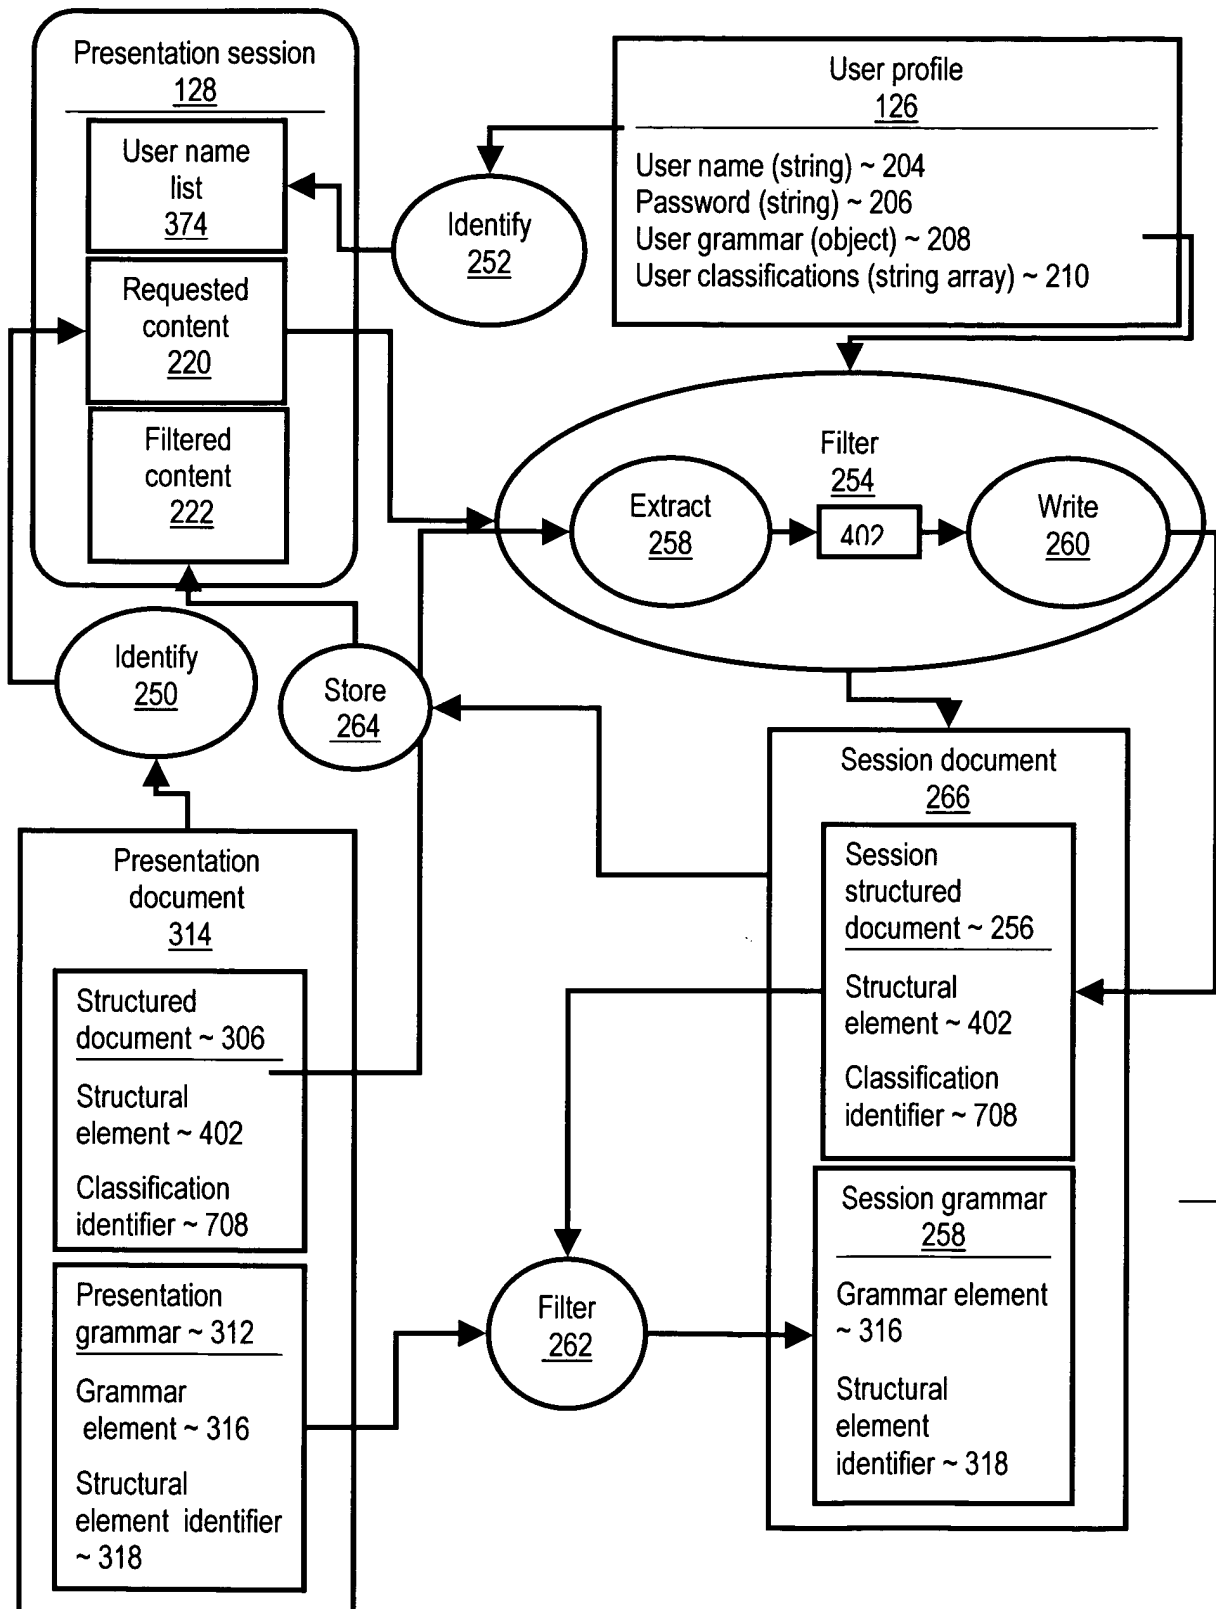 Presentation session
128
User name
list
374
Requested
content
220
Filtered
content
222
User profile
126
User name (string) ~ 204
Password (string) ~ 206
User grammar (object) ~ 208
User classifications (string array) ~ 210
Identify
252
Filter
254
Extract
258
402
Write
260
Identify
250
Store
264
Presentation
document
314
Structured
document ~ 306
Structural
element ~ 402
Classification
identifier ~ 708
Presentation
grammar ~ 312
Grammar
element ~ 316
Structural
element identifier
~ 318
Filter
262
Session document
266
Session
structured
document ~ 256
Structural
element ~ 402
Classification
identifier ~ 708
Session grammar
258
Grammar element
~ 316
Structural
element
identifier ~ 318